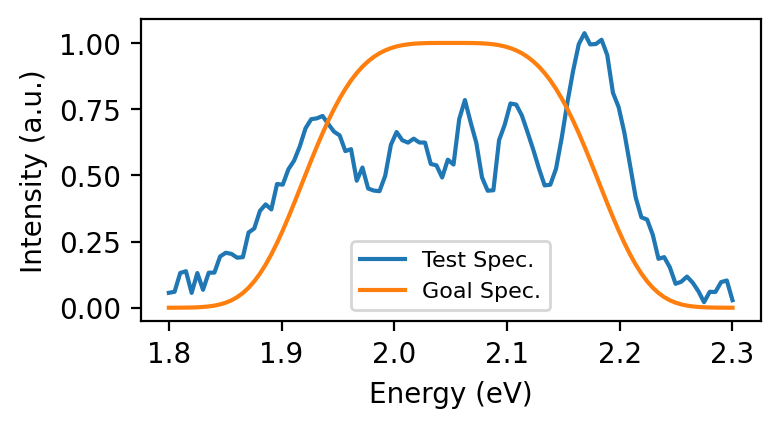 Intensity (a.u.)
1.00
0.75
0.50
0.25
0.00
Test Spec.
Goal Spec.
1.8 1.9 2.0 2.1 2.2 2.3
Energy (eV)